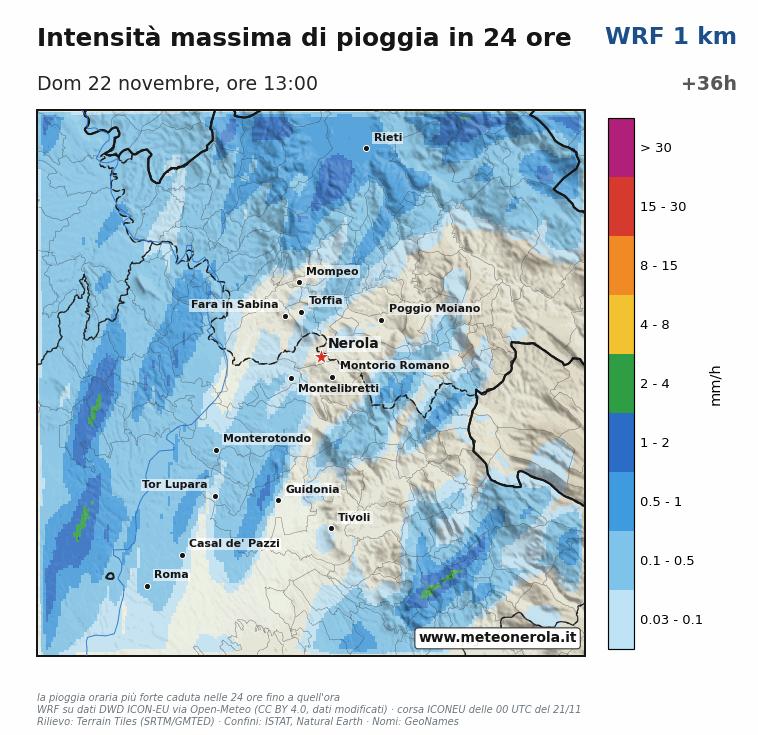 Intensità massima di pioggia in 24 ore
WRF 1 km
Dom 22 novembre, ore 13:00
+36h
Rieti
Mompeo
Fara in Sabina
Toffia
Poggio Moiano
Nerola
Montorio Romano
Montelibretti
Monterotondo
Tor Lupara
Guidonia
Tivoli
Casal de' Pazzi
Roma
www.meteonerola.it
> 30
15 - 30
8 - 15
4 - 8
2 - 4
1 - 2
0.5 - 1
0.1 - 0.5
0.03 - 0.1
mm/h
la pioggia oraria più forte caduta nelle 24 ore fino a quell'ora
WRF su dati DWD ICON-EU via Open-Meteo (CC BY 4.0, dati modificati) · corsa ICONEU delle 00 UTC del 21/11
Rilievo: Terrain Tiles (SRTM/GMTED) · Confini: ISTAT, Natural Earth · Nomi: GeoNames